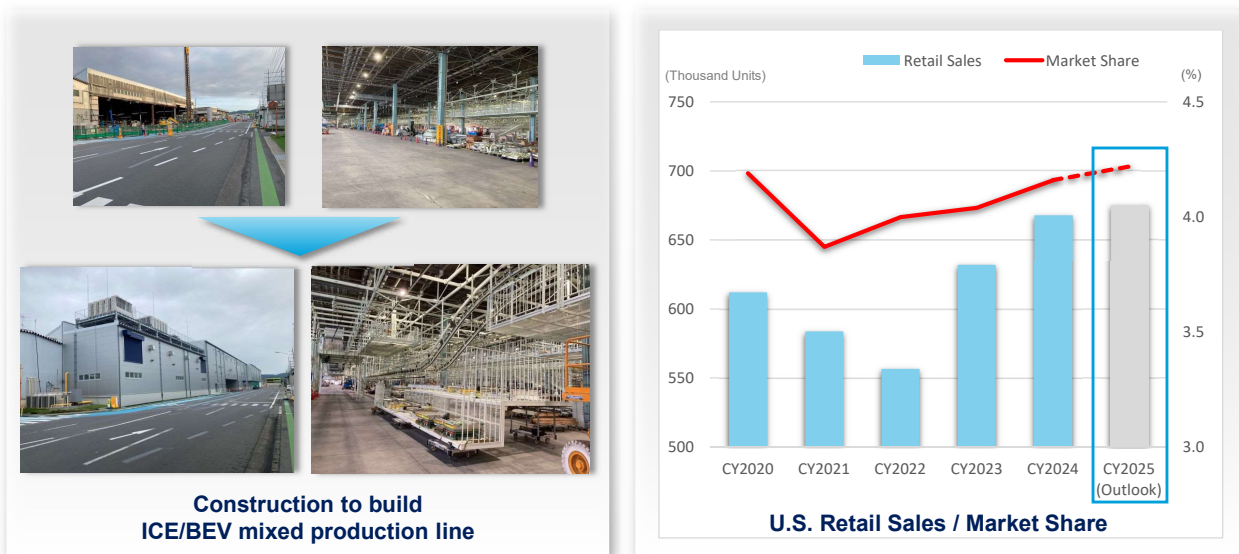 Construction to build
ICE/BEV mixed production line
Retail Sales
Market Share
(Thousand Units)
(%)
750
700
650
600
550
500
4.5
4.0
3.5
3.0
CY2020
CY2021
CY2022
CY2023
CY2024
CY2025
(Outlook)
U.S. Retail Sales / Market Share